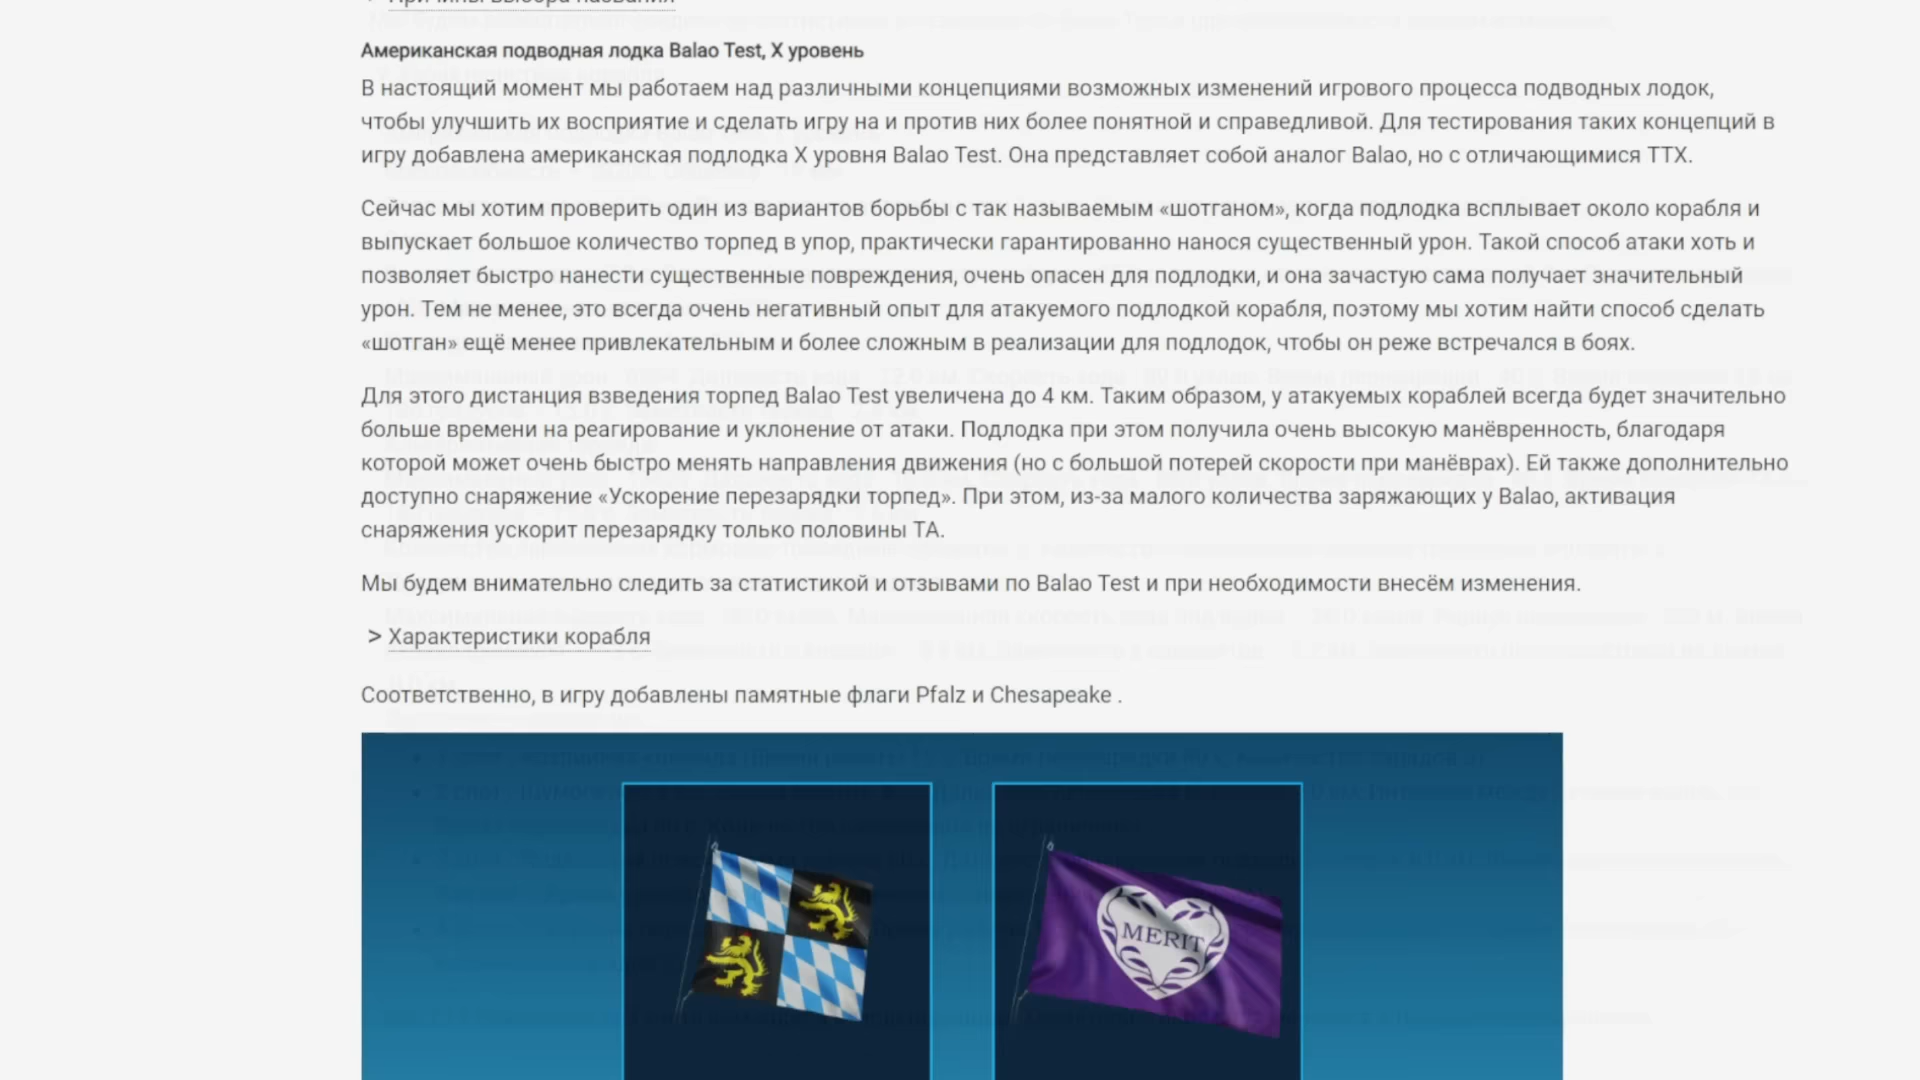 Причины выбора названия
Американская подводная лодка Balao Test, X уровень
В настоящий момент мы работаем над различными концепциями возможных изменений игрового процесса подводных лодок,
чтобы улучшить их восприятие и сделать игру на и против них более понятной и справедливой. Для тестирования таких концепций в
игру добавлена американская подлодка X уровня Balao Test. Она представляет собой аналог Balao, но с отличающимися ТТХ.
Сейчас мы хотим проверить один из вариантов борьбы с так называемым «шотганом», когда подлодка всплывает около корабля и
выпускает большое количество торпед в упор, практически гарантированно нанося существенный урон. Такой способ атаки хоть и
позволяет быстро нанести существенные повреждения, очень опасен для подлодки, и она зачастую сама получает значительный
урон. Тем не менее, это всегда очень негативный опыт для атакуемого подлодкой корабля, поэтому мы хотим найти способ сделать
«шотган» ещё менее привлекательным и более сложным в реализации для подлодок, чтобы он реже встречался в боях.
Для этого дистанция взведения торпед Balao Test увеличена до 4 км. Таким образом, у атакуемых кораблей всегда будет значительно
больше времени на реагирование и уклонение от атаки. Подлодка при этом получила очень высокую манёвренность, благодаря
которой может очень быстро менять направления движения (но с большой потерей скорости при манёврах). Ей также дополнительно
доступно снаряжение «Ускорение перезарядки торпед». При этом, из-за малого количества заряжающих у Balao, активация
снаряжения ускорит перезарядку только половины ТА.
Мы будем внимательно следить за статистикой и отзывами по Balao Test и при необходимости внесём изменения.
> Характеристики корабля
Соответственно, в игру добавлены памятные флаги Pfalz и Chesapeake .
MERIT